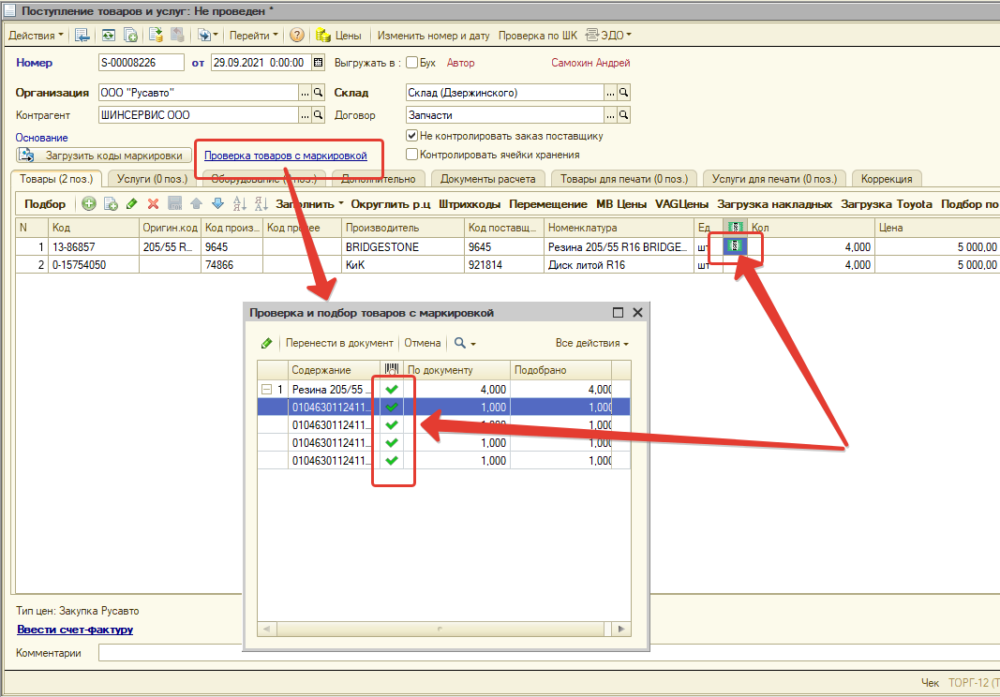 Поступление товаров и услуг: Не проведен *
Действия Перейти Цены Изменить номер и дату Проверка по ШК ЭДО
Номер S-00008226 от 29.09.2021 0:00:00 Выгружать в : Бух Автор Самохин Андрей
Организация ООО "Русавто" ... Склад Склад (Дзержинского) ...
Контрагент ШИНСЕРВИС ООО ... Договор Запчасти ...
Основание Не контролировать заказ поставщику
Загрузить коды маркировки Проверка товаров с маркировкой Контролировать ячейки хранения
Товары (2 поз.) Услуги (0 поз.) Оборудование (0 поз.) Дополнительно Документы расчета Товары для печати (0 поз.) Услуги для печати (0 поз.) Коррекция
Подбор Заполнить Округлить р.ц Штрихкоды Перемещение МВ Цены VAGЦены Загрузка накладных Загрузка Toyota Подбор по
N Код Оригин.код Код произ... Код Производитель Код поставщ... Номенклатура Ед Кол Цена
1 13-86857 205/55 R... 9645 BRIDGESTONE 9645 Резина 205/55 R16 BRIDGE... шт 4,000 5 000,00
2 0-15754050 74866 КиК 921814 Диск литой R16 шт 4,000 5 000,00
Проверка и подбор товаров с маркировкой
Перенести в документ Отмена Все действия
Содержание По документу Подобрано
1 Резина 205/55 ... 4,000 4,000
0104630112411... 1,000 1,000
0104630112411... 1,000 1,000
0104630112411... 1,000 1,000
0104630112411... 1,000 1,000
Тип цен: Закупка Русавто
Ввести счет-фактуру
Комментарии
Чек ТОРГ-12 (Т